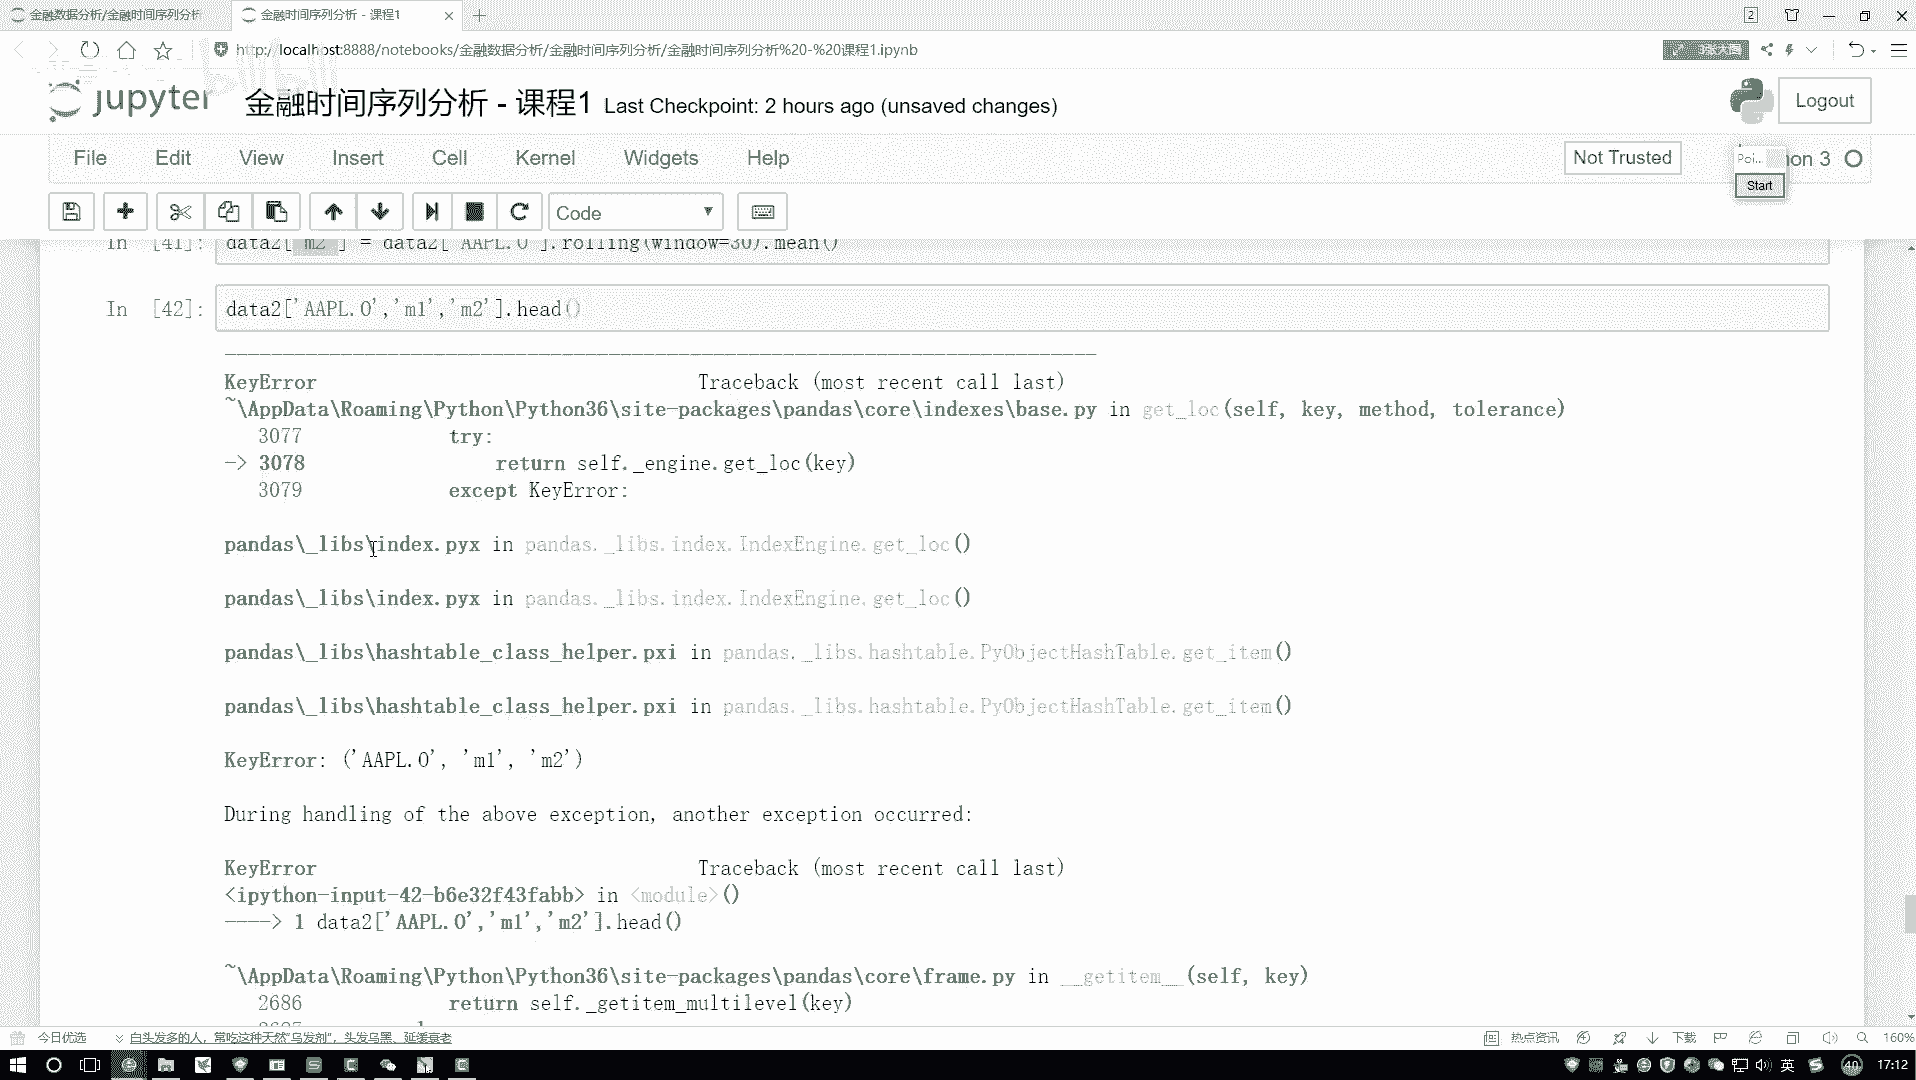 金融数据分析/金融时间序列分析
金融时间序列分析 - 课程1
2
http://localhost:8888/notebooks/金融数据分析/金融时间序列分析/金融时间序列分析%20-%20课程1.ipynb
bilibili
jupyter
金融时间序列分析 - 课程1 Last Checkpoint: 2 hours ago (unsaved changes)
Logout
File Edit View Insert Cell Kernel Widgets Help
Not Trusted
Poi...
Start
Code
In [41]: data2['m2'] = data2['AAPL.O'].rolling(window=30).mean()
In [42]: data2['AAPL.O','m1','m2'].head()
KeyError Traceback (most recent call last)
~\AppData\Roaming\Python\Python36\site-packages\pandas\core\indexes\base.py in get_loc(self, key, method, tolerance)
3077 try:
-> 3078 return self._engine.get_loc(key)
3079 except KeyError:
pandas\_libs\index.pyx in pandas._libs.index.IndexEngine.get_loc()
pandas\_libs\index.pyx in pandas._libs.index.IndexEngine.get_loc()
pandas\_libs\hashtable_class_helper.pxi in pandas._libs.hashtable.PyObjectHashTable.get_item()
pandas\_libs\hashtable_class_helper.pxi in pandas._libs.hashtable.PyObjectHashTable.get_item()
KeyError: ('AAPL.O', 'm1', 'm2')
During handling of the above exception, another exception occurred:
KeyError Traceback (most recent call last)
<ipython-input-42-b6e32f43fabb> in <module>()
----> 1 data2['AAPL.O','m1','m2'].head()
~\AppData\Roaming\Python\Python36\site-packages\pandas\core\frame.py in __getitem__(self, key)
2686 return self._getitem_multilevel(key)
今日优选
白头发多的人，常吃这种天然"乌发剂"，头发乌黑、延缓衰老
热点资讯
下载
160%
英
40
17:12